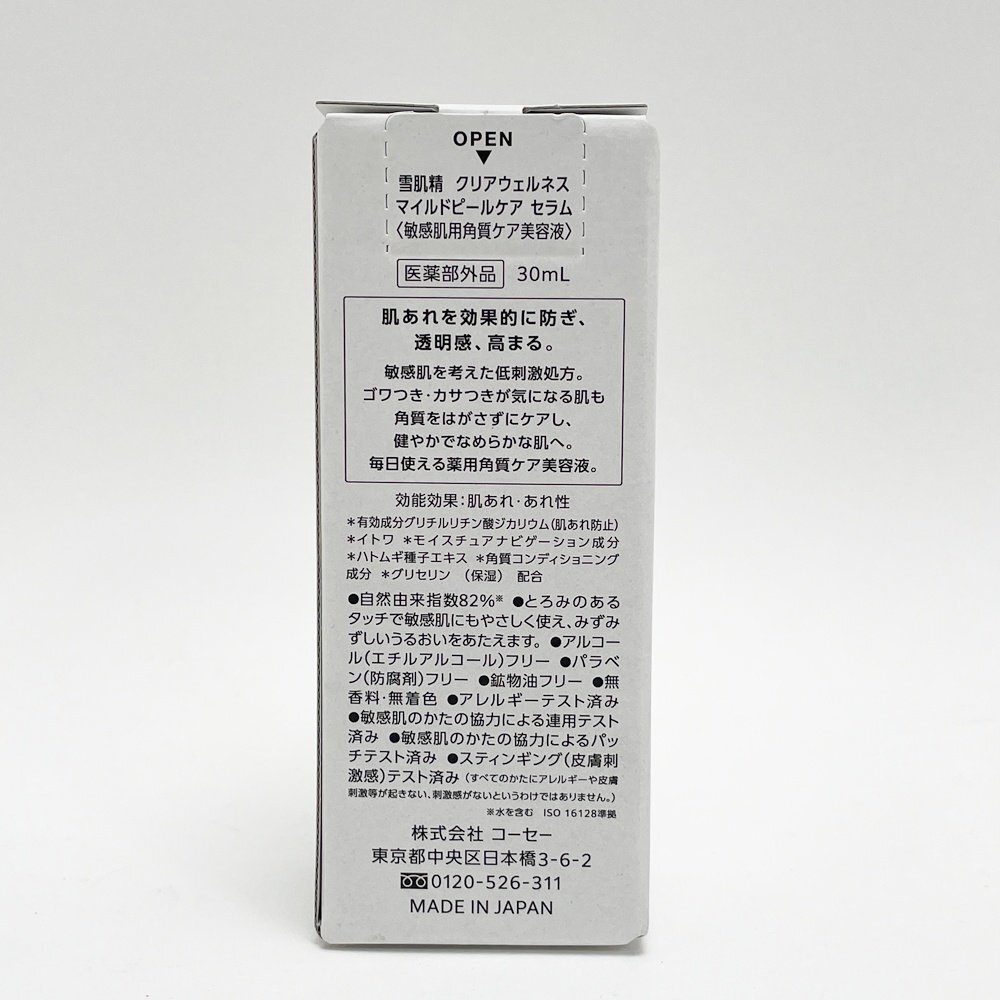 OPEN
▼
雪肌精 クリアウェルネス
マイルドピールケア セラム
〈敏感肌用角質ケア美容液〉
医薬部外品 30mL
肌あれを効果的に防ぎ、
透明感、高まる。
敏感肌を考えた低刺激処方。
ゴワつき・カサつきが気になる肌も
角質をはがさずにケアし、
健やかでなめらかな肌へ。
毎日使える薬用角質ケア美容液。
効能効果：肌あれ・あれ性
＊有効成分グリチルリチン酸ジカリウム（肌あれ防止）
＊イトワ ＊モイスチュアナビゲーション成分
＊ハトムギ種子エキス ＊角質コンディショニング
成分 ＊グリセリン （保湿） 配合
●自然由来指数82%※ ●とろみのある
タッチで敏感肌にもやさしく使え、みずみ
ずしいうるおいをあたえます。 ●アルコー
ル（エチルアルコール）フリー ●パラベ
ン（防腐剤）フリー ●鉱物油フリー ●無
香料・無着色 ●アレルギーテスト済み
●敏感肌のかたの協力による連用テスト
済み ●敏感肌のかたの協力によるパッ
チテスト済み ●スティンギング（皮膚刺
激感）テスト済み（すべてのかたにアレルギーや皮膚
刺激等が起きない、刺激感がないというわけではありません。）
※水を含む ISO 16128準拠
株式会社 コーセー
東京都中央区日本橋3-6-2
0120-526-311
MADE IN JAPAN